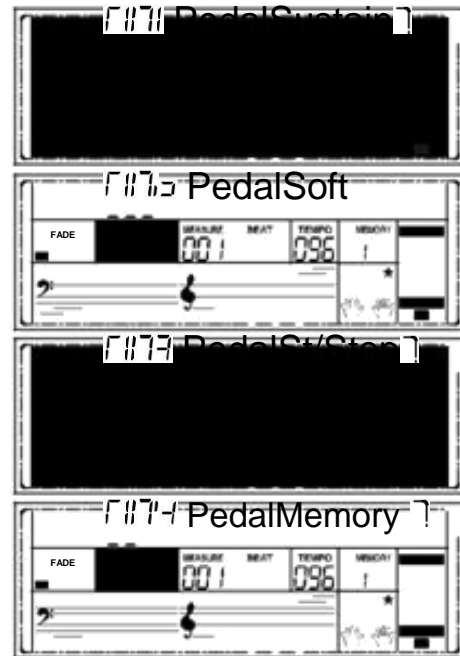 PedalSustain
PedalSoft
FADE MEASURE BEAT TEMPO MEMORY
001 096 1
PedalSt/Stop
PedalMemory
FADE MEASURE BEAT TEMPO MEMORY
001 096 1